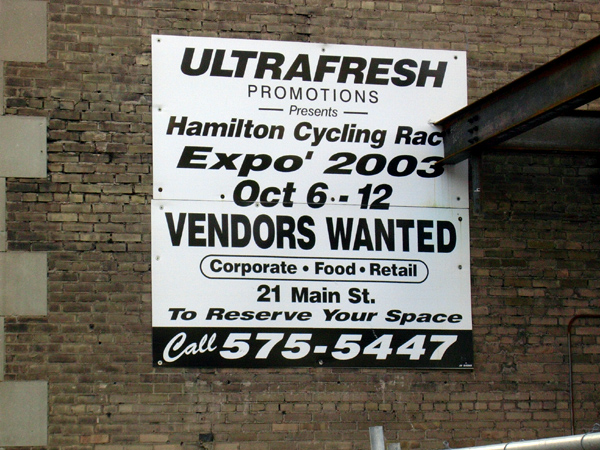 ULTRAFRESH
PROMOTIONS
Presents
Hamilton Cycling Rac
Expo' 2003
Oct 6 - 12
VENDORS WANTED
Corporate • Food • Retail
21 Main St.
To Reserve Your Space
Call 575-5447